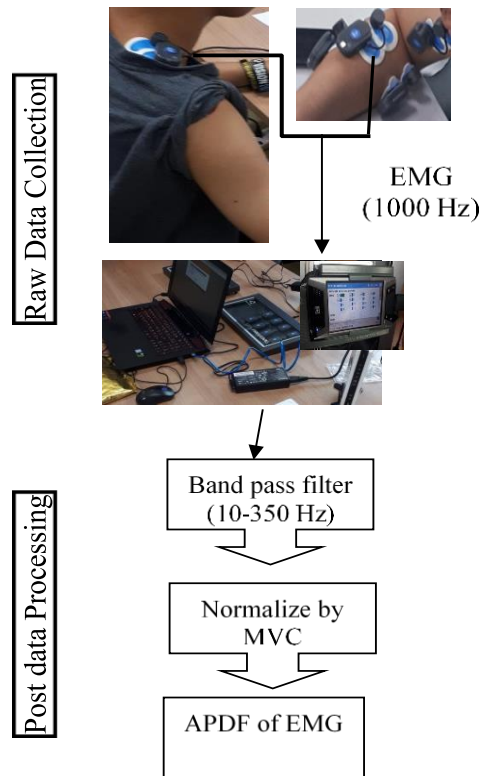 Raw Data Collection
EMG
(1000 Hz)
Post data Processing
Band pass filter
(10-350 Hz)
Normalize by
MVC
APDF of EMG